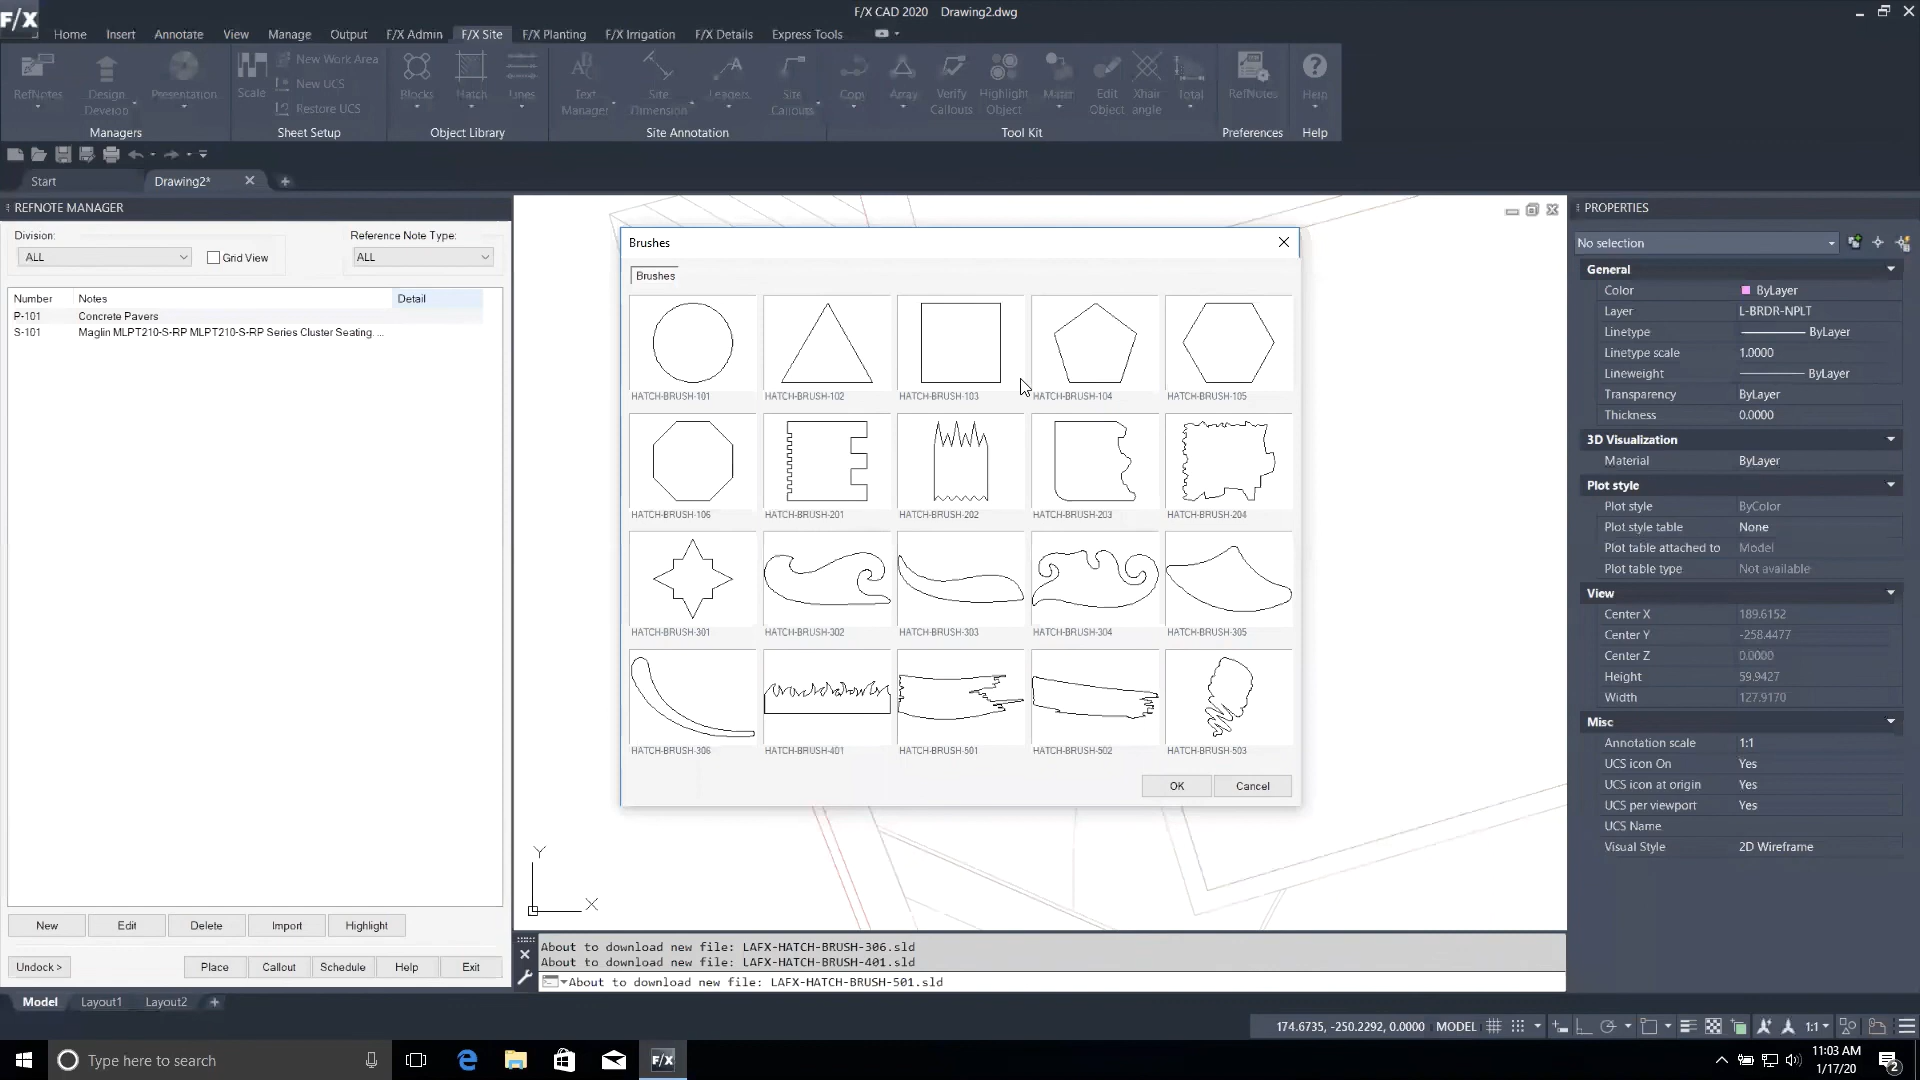 F/X
F/X CAD 2020 Drawing2.dwg
Home Insert Annotate View Manage Output F/X Admin F/X Site F/X Planting F/X Irrigation F/X Details Express Tools
RefNotes Design Develop Presentation Scale New Work Area New UCS Restore UCS Blocks Hatch Lines Text Manager Site Dimension Leaders Site Callouts Copy Array Verify Callouts Highlight Object Edit Object Xhair angle Total RefNotes Help
Managers Sheet Setup Object Library Site Annotation Tool Kit Preferences Help
Start Drawing2*
REFNOTE MANAGER
Division: Reference Note Type:
ALL Grid View ALL
Number Notes Detail
P-101 Concrete Pavers
S-101 Maglin MLPT210-S-RP MLPT210-S-RP Series Cluster Seating. ...
New Edit Delete Import Highlight
Undock > Place Callout Schedule Help Exit
Brushes
Brushes
HATCH-BRUSH-101 HATCH-BRUSH-102 HATCH-BRUSH-103 HATCH-BRUSH-104 HATCH-BRUSH-105
HATCH-BRUSH-106 HATCH-BRUSH-201 HATCH-BRUSH-202 HATCH-BRUSH-203 HATCH-BRUSH-204
HATCH-BRUSH-301 HATCH-BRUSH-302 HATCH-BRUSH-303 HATCH-BRUSH-304 HATCH-BRUSH-305
HATCH-BRUSH-306 HATCH-BRUSH-401 HATCH-BRUSH-501 HATCH-BRUSH-502 HATCH-BRUSH-503
OK Cancel
Y
X
About to download new file: LAFX-HATCH-BRUSH-306.sld
About to download new file: LAFX-HATCH-BRUSH-401.sld
About to download new file: LAFX-HATCH-BRUSH-501.sld
PROPERTIES
No selection
General
Color ByLayer
Layer L-BRDR-NPLT
Linetype ByLayer
Linetype scale 1.0000
Lineweight ByLayer
Transparency ByLayer
Thickness 0.0000
3D Visualization
Material ByLayer
Plot style
Plot style ByColor
Plot style table None
Plot table attached to Model
Plot table type Not available
View
Center X 189.6152
Center Y -258.4477
Center Z 0.0000
Height 59.9427
Width 127.9170
Misc
Annotation scale 1:1
UCS icon On Yes
UCS icon at origin Yes
UCS per viewport Yes
UCS Name
Visual Style 2D Wireframe
Model Layout1 Layout2
174.6735, -250.2292, 0.0000 MODEL 1:1
Type here to search F/X 11:03 AM
1/17/20 2